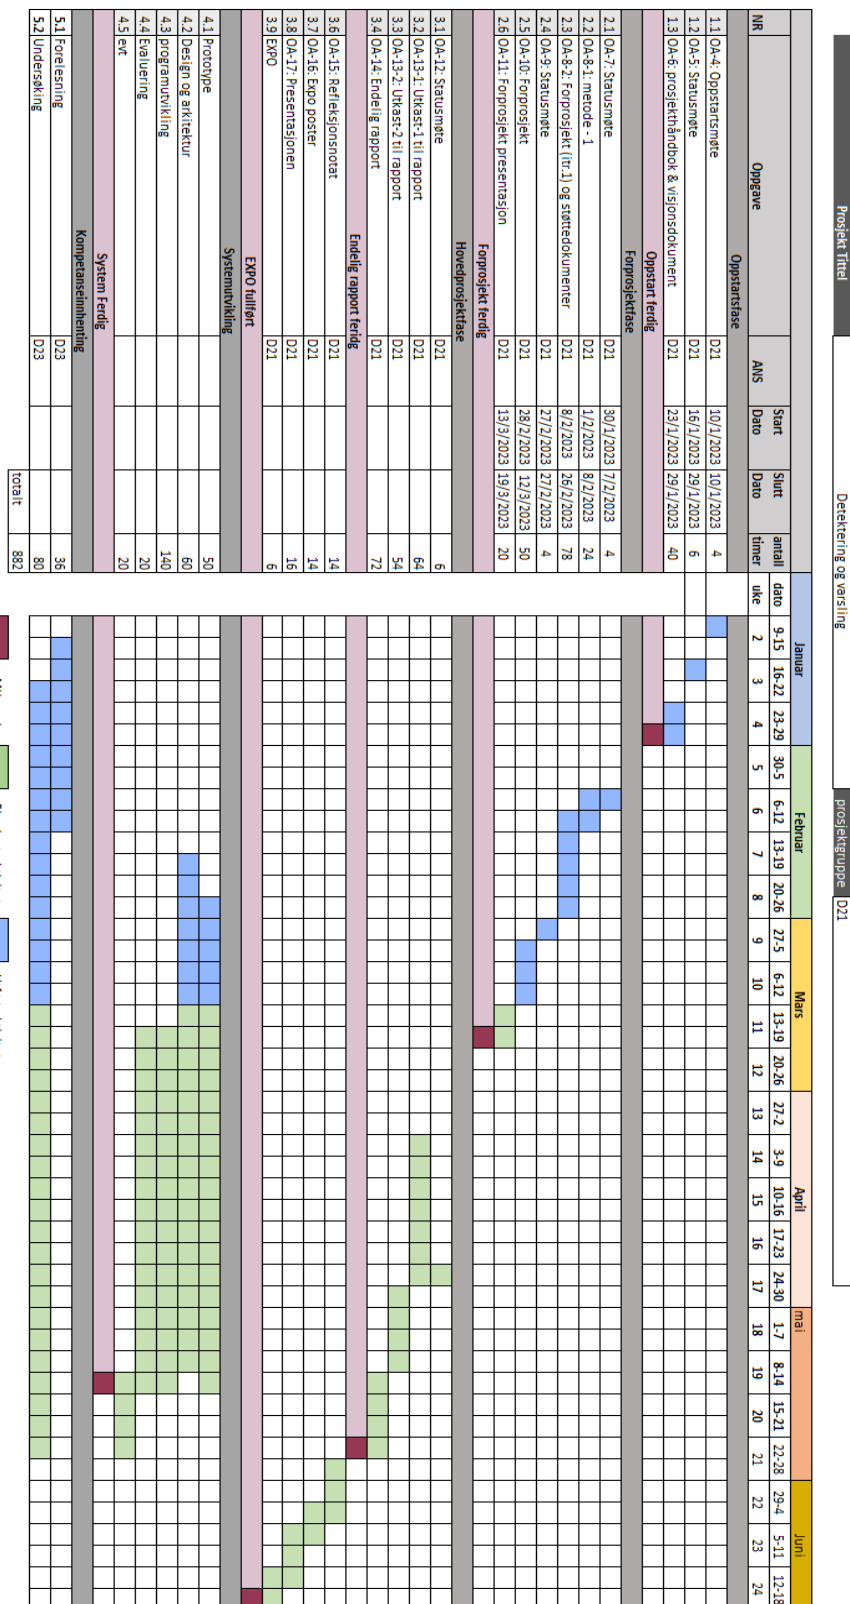 Prosjekt Tittel Detektering og varsling prosjektgruppe D21
Januar Februar Mars April mai Juni
NR Oppgave ANS Start Dato Slutt Dato antall timer
dato 9-15 16-22 23-29 30-5 6-12 13-19 20-26 27-5 6-12 13-19 20-26 27-2 3-9 10-16 17-23 24-30 1-7 8-14 15-21 22-28 29-4 5-11 12-18
uke 2 3 4 5 6 7 8 9 10 11 12 13 14 15 16 17 18 19 20 21 22 23 24
Oppstartsfase
1.1 OA-4: Oppstartsmøte D21 10/1/2023 10/1/2023 4
1.2 OA-5: Statusmøte D21 16/1/2023 29/1/2023 6
1.3 OA-6: prosjekthåndbok & visjonsdokument D21 23/1/2023 29/1/2023 40
Oppstart ferdig
Forprosjektfase
2.1 OA-7: Statusmøte D21 30/1/2023 7/2/2023 4
2.2 OA-8-1: metode - 1 D21 1/2/2023 8/2/2023 24
2.3 OA-8-2: Forprosjekt (itr.1) og støttedokumenter D21 8/2/2023 26/2/2023 78
2.4 OA-9: Statusmøte D21 27/2/2023 27/2/2023 4
2.5 OA-10: Forprosjekt D21 28/2/2023 12/3/2023 50
2.6 OA-11: Forprosjekt presentasjon D21 13/3/2023 19/3/2023 20
Forprosjekt ferdig
Hovedprosjektfase
3.1 OA-12: Statusmøte D21 6
3.2 OA-13-1: Utkast-1 til rapport D21 64
3.3 OA-13-2: Utkast-2 til rapport D21 54
3.4 OA-14: Endelig rapport D21 72
Endelig rapport feridg
3.6 OA-15: Refleksjonsnotat D21 14
3.7 OA-16: Expo poster D21 14
3.8 OA-17: Presentasjonen D21 16
3.9 EXPO D21 6
EXPO fullført
Systemutvikling
4.1 Prototype 50
4.2 Design og arkitektur 60
4.3 programutvikling 140
4.4 Evaluering 20
4.5 evt 20
System Ferdig
Kompetanseinnhenting
5.1 Forelesning D23 36
5.2 Undersøking D23 80
totalt 882